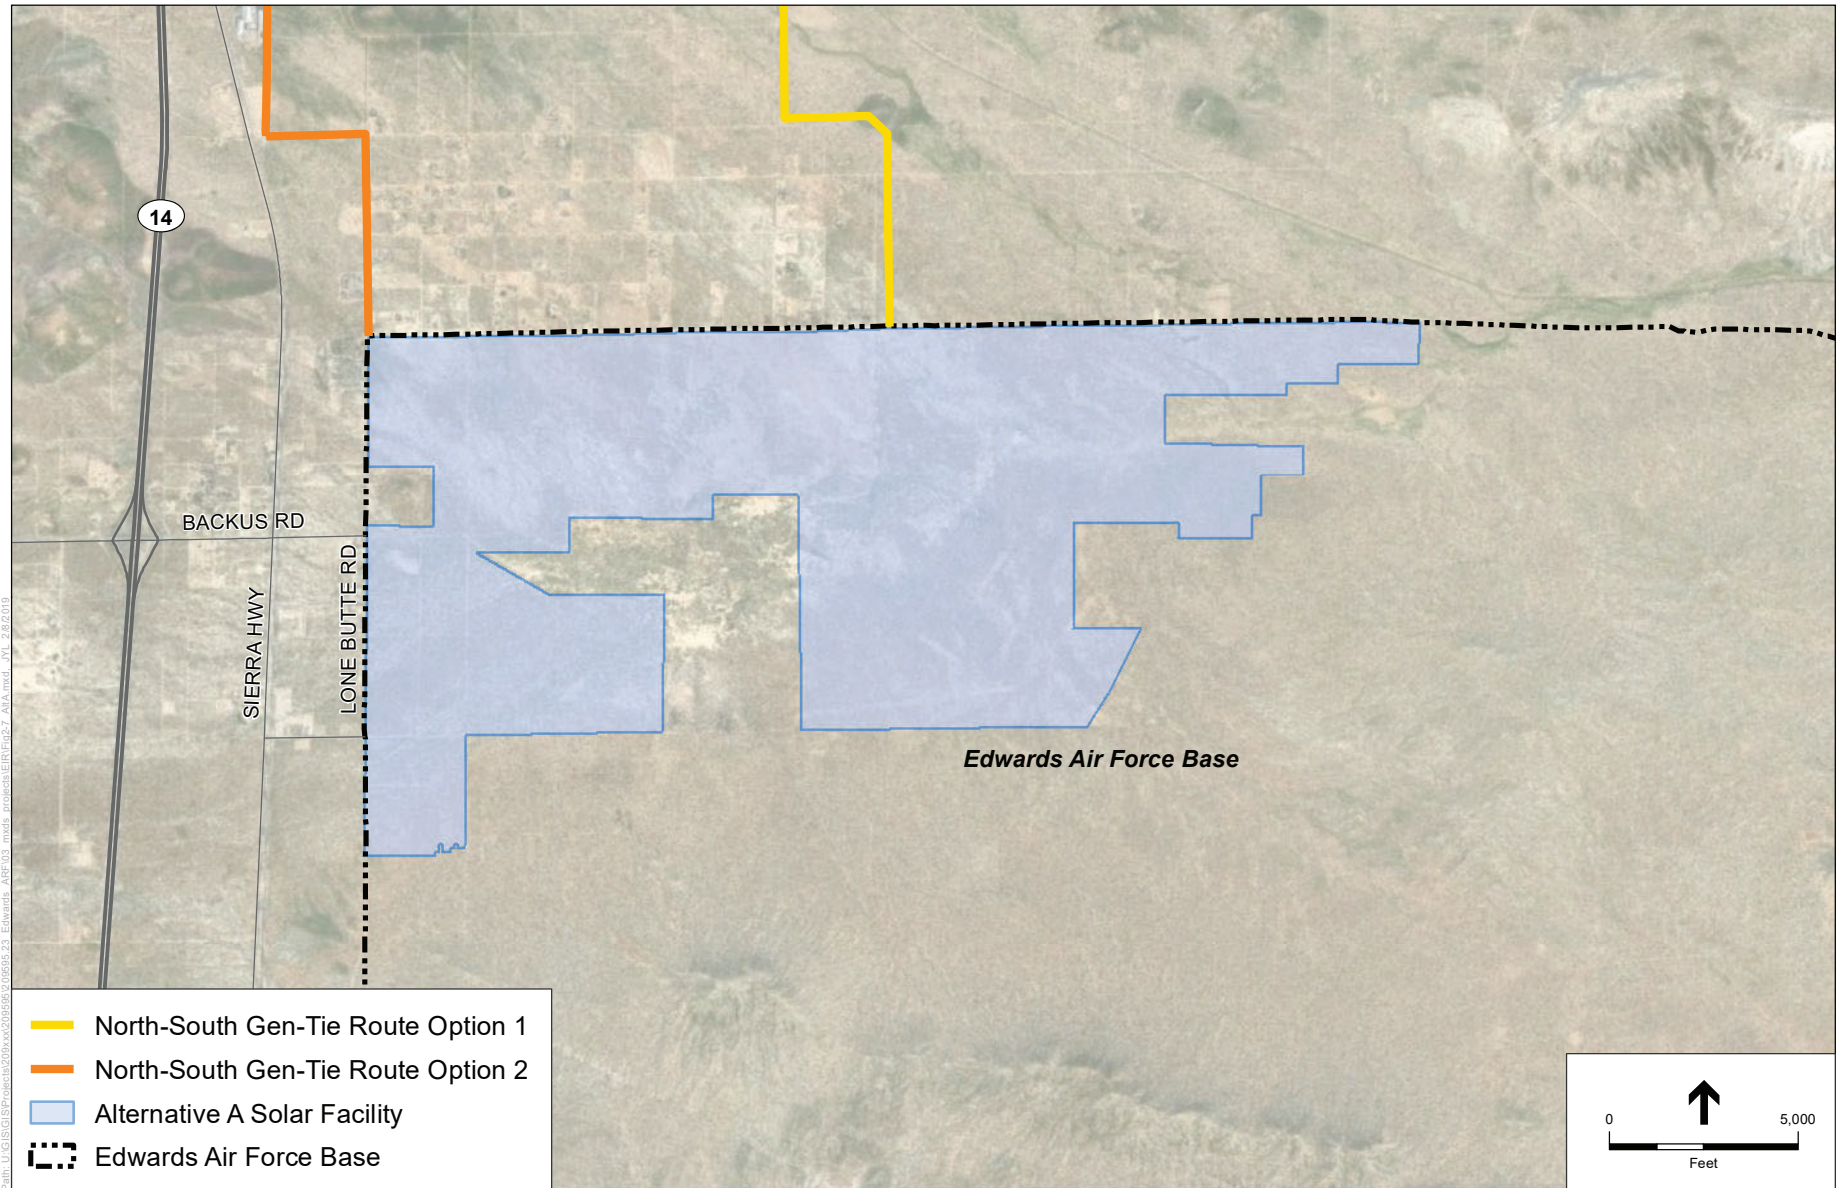 14
BACKUS RD
SIERRA HWY
LONE BUTTE RD
Edwards Air Force Base
North-South Gen-Tie Route Option 1
North-South Gen-Tie Route Option 2
Alternative A Solar Facility
Edwards Air Force Base
0 5,000
Feet